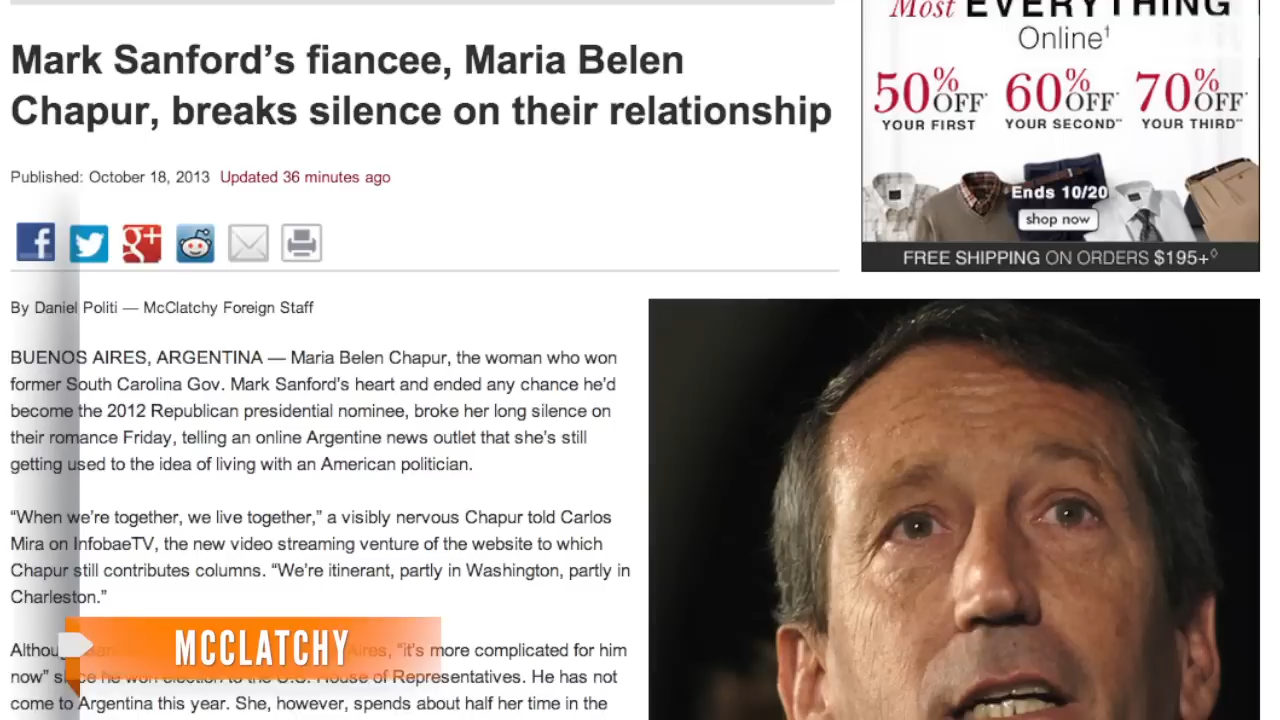 Mark Sanford's fiancee, Maria Belen
Chapur, breaks silence on their relationship
Published: October 18, 2013 Updated 36 minutes ago
By Daniel Politi — McClatchy Foreign Staff
BUENOS AIRES, ARGENTINA — Maria Belen Chapur, the woman who won
former South Carolina Gov. Mark Sanford's heart and ended any chance he'd
become the 2012 Republican presidential nominee, broke her long silence on
their romance Friday, telling an online Argentine news outlet that she's still
getting used to the idea of living with an American politician.
“When we're together, we live together,” a visibly nervous Chapur told Carlos
Mira on InfobaeTV, the new video streaming venture of the website to which
Chapur still contributes columns. “We're itinerant, partly in Washington, partly in
Charleston.”
“it's more complicated for him
now” since he won election to the U.S. House of Representatives. He has not
come to Argentina this year. She, however, spends about half her time in the
MCCLATCHY
Most EVERYTHING
Online†
50% OFF* 60% OFF* 70% OFF*
YOUR FIRST YOUR SECOND** YOUR THIRD**
Ends 10/20
shop now
FREE SHIPPING ON ORDERS $195+◊